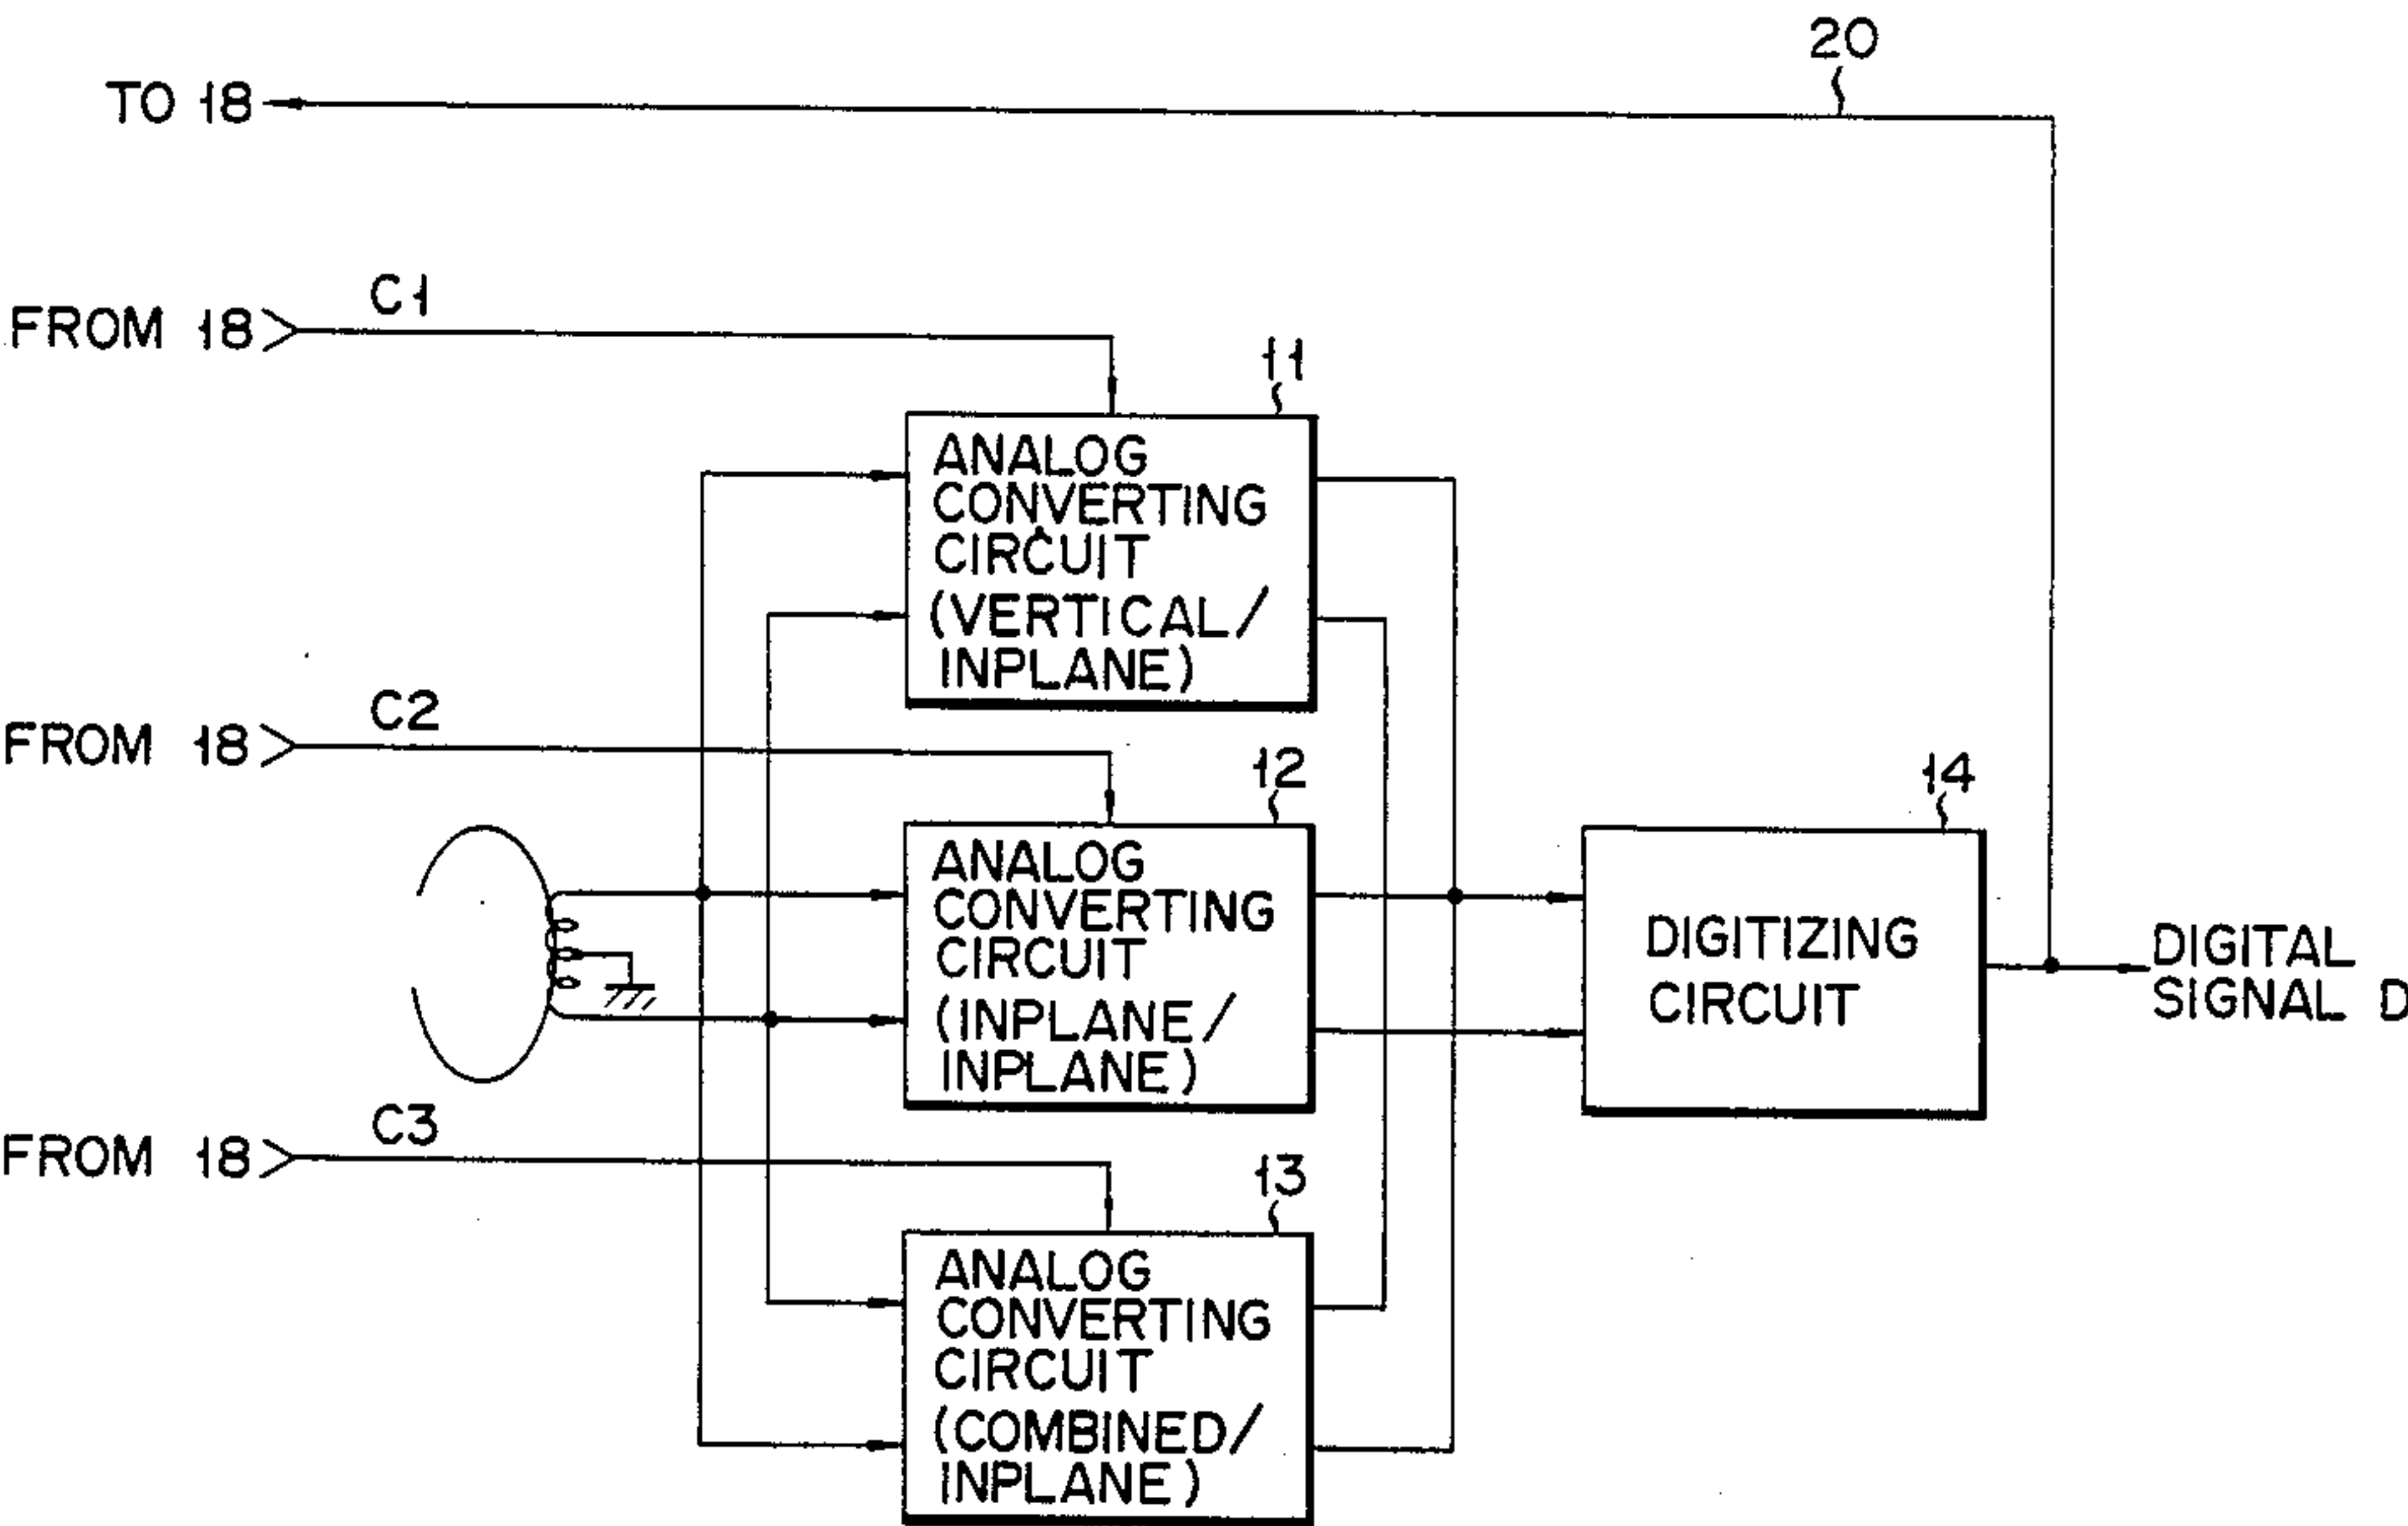 20
TO 18
C1
FROM 18
11
ANALOG
CONVERTING
CIRCUIT
(VERTICAL/
INPLANE)
C2
FROM 18
12
ANALOG
CONVERTING
CIRCUIT
(INPLANE/
INPLANE)
14
DIGITIZING
CIRCUIT
DIGITAL
SIGNAL D
C3
FROM 18
13
ANALOG
CONVERTING
CIRCUIT
(COMBINED/
INPLANE)